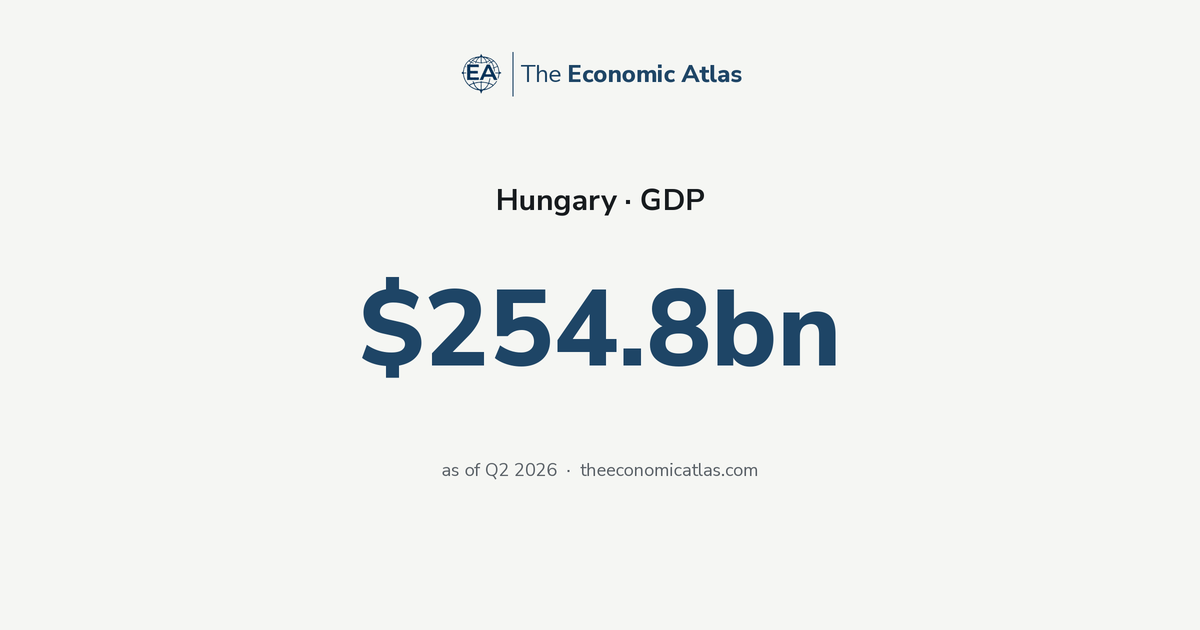 EA The Economic Atlas
Hungary · GDP
$254.8bn
as of Q2 2026 · theeconomicatlas.com